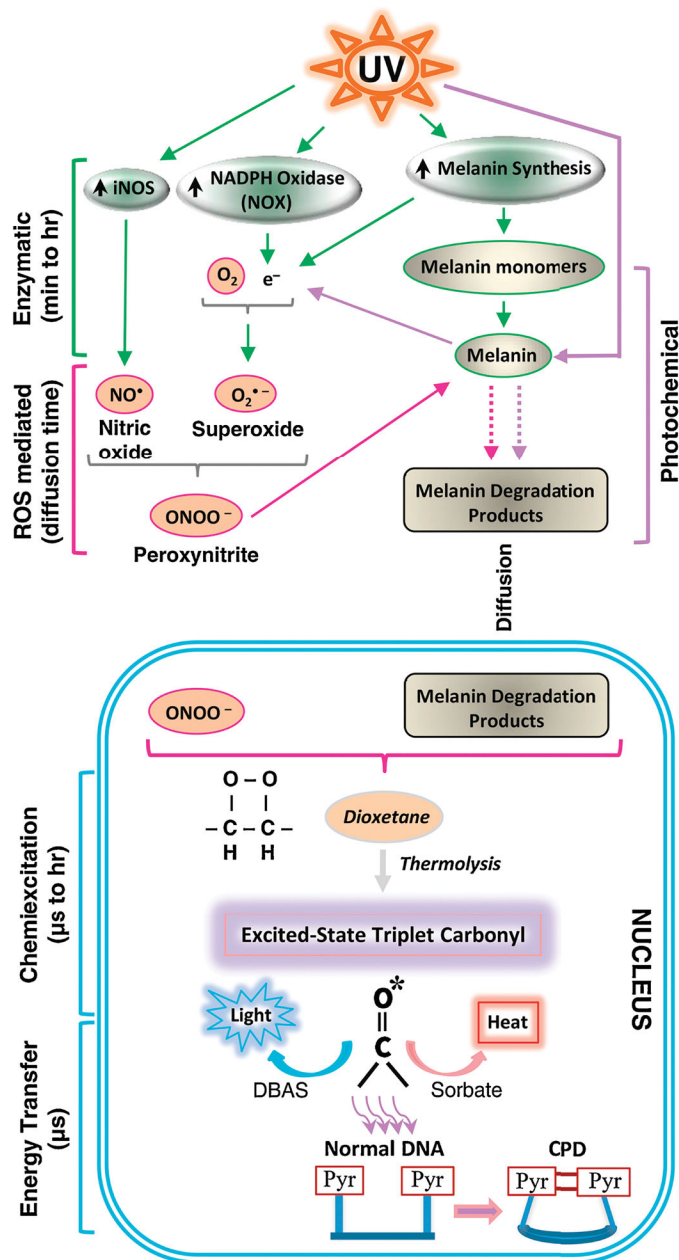 UV
iNOS
NADPH Oxidase
(NOX)
Melanin Synthesis
Enzymatic
(min to hr)
O2
e–
Melanin monomers
Melanin
Photochemical
ROS mediated
(diffusion time)
NO•
Nitric
oxide
O2•–
Superoxide
ONOO–
Peroxynitrite
Melanin Degradation
Products
Diffusion
NUCLEUS
ONOO–
Melanin Degradation
Products
Chemiexcitation
(µs to hr)
O – O
–C – C–
H H
Dioxetane
Thermolysis
Excited-State Triplet Carbonyl
Energy Transfer
(µs)
Light
O*
C
Heat
DBAS
Sorbate
Normal DNA
CPD
Pyr
Pyr
Pyr
Pyr